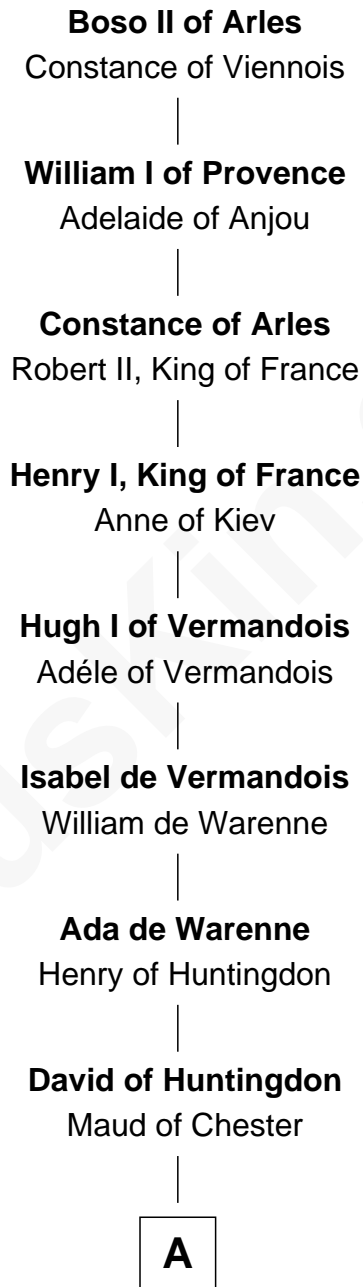 Boso II of Arles
Constance of Viennois
William I of Provence
Adelaide of Anjou
Constance of Arles
Robert II, King of France
Henry I, King of France
Anne of Kiev
Hugh I of Vermandois
Adéle of Vermandois
Isabel de Vermandois
William de Warenne
Ada de Warenne
Henry of Huntingdon
David of Huntingdon
Maud of Chester
A